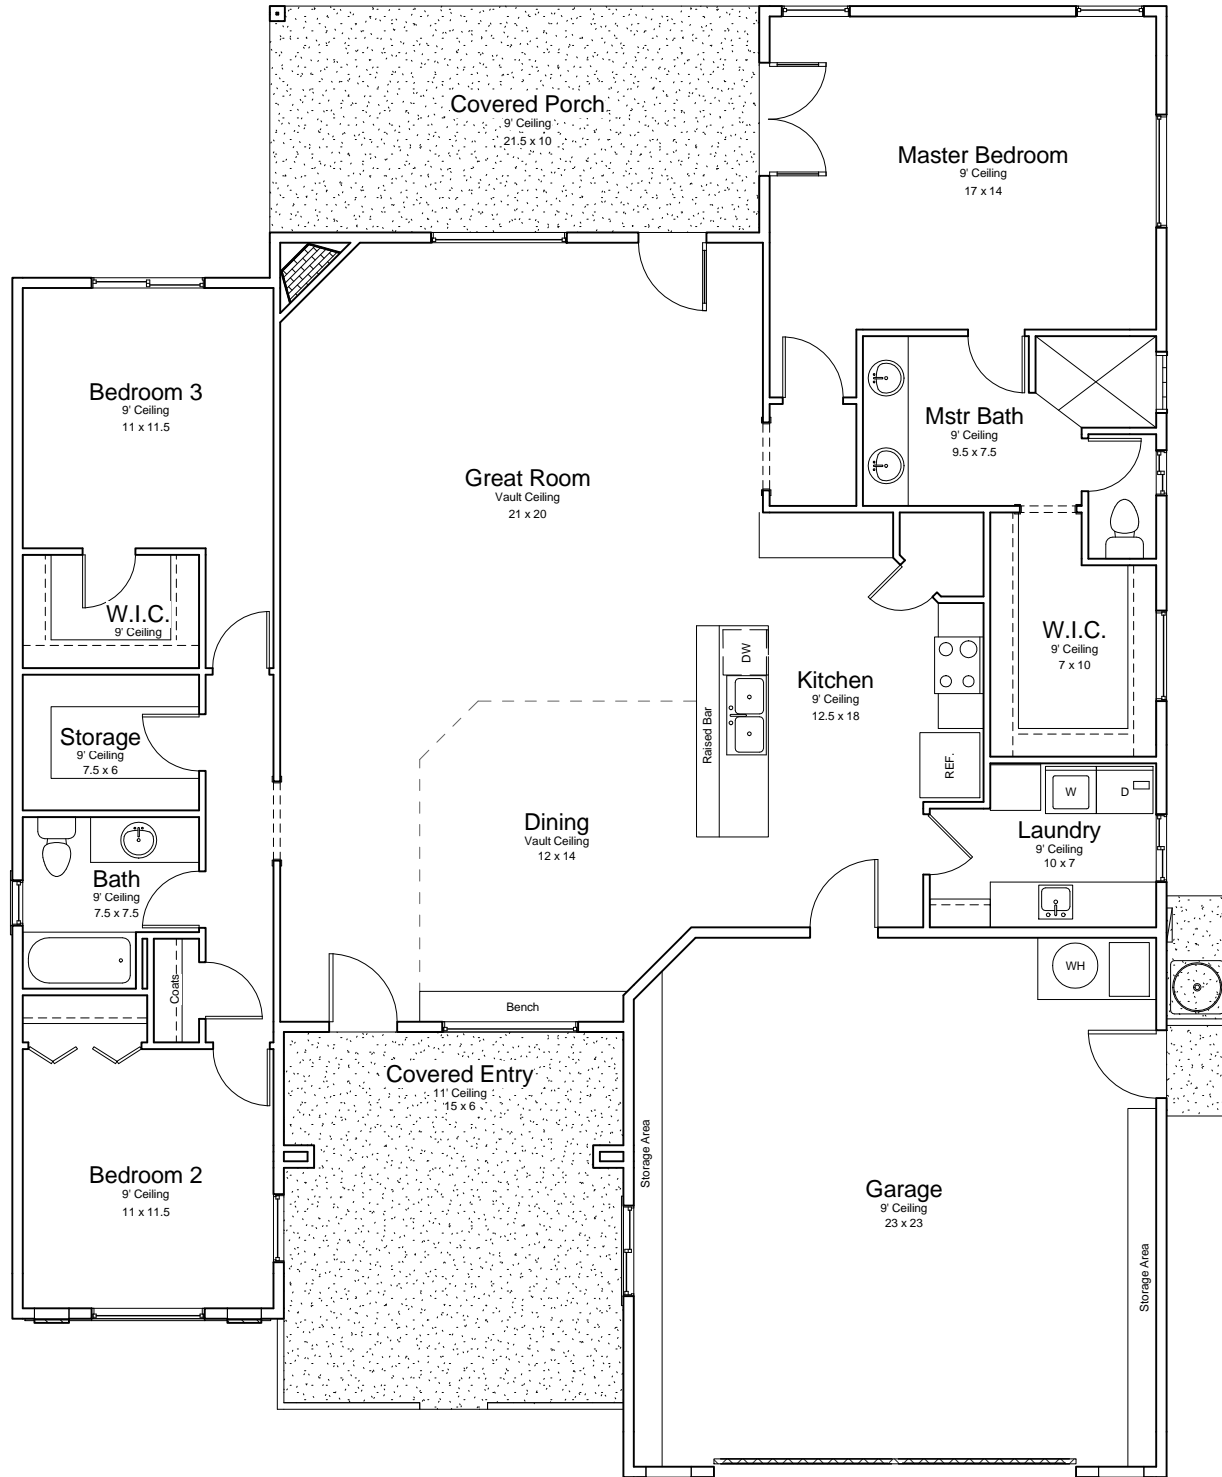 Covered Porch
9' Ceiling
21.5 x 10
Master Bedroom
9' Ceiling
17 x 14
Bedroom 3
9' Ceiling
11 x 11.5
Great Room
Vault Ceiling
21 x 20
Mstr Bath
9' Ceiling
9.5 x 7.5
W.I.C.
9' Ceiling
W.I.C.
9' Ceiling
7 x 10
Kitchen
9' Ceiling
12.5 x 18
DW
Raised Bar
REF.
Storage
9' Ceiling
7.5 x 6
Dining
Vault Ceiling
12 x 14
W
D
Laundry
9' Ceiling
10 x 7
Bath
9' Ceiling
7.5 x 7.5
Coats
Bench
WH
Covered Entry
11' Ceiling
15 x 6
Bedroom 2
9' Ceiling
11 x 11.5
Storage Area
Garage
9' Ceiling
23 x 23
Storage Area